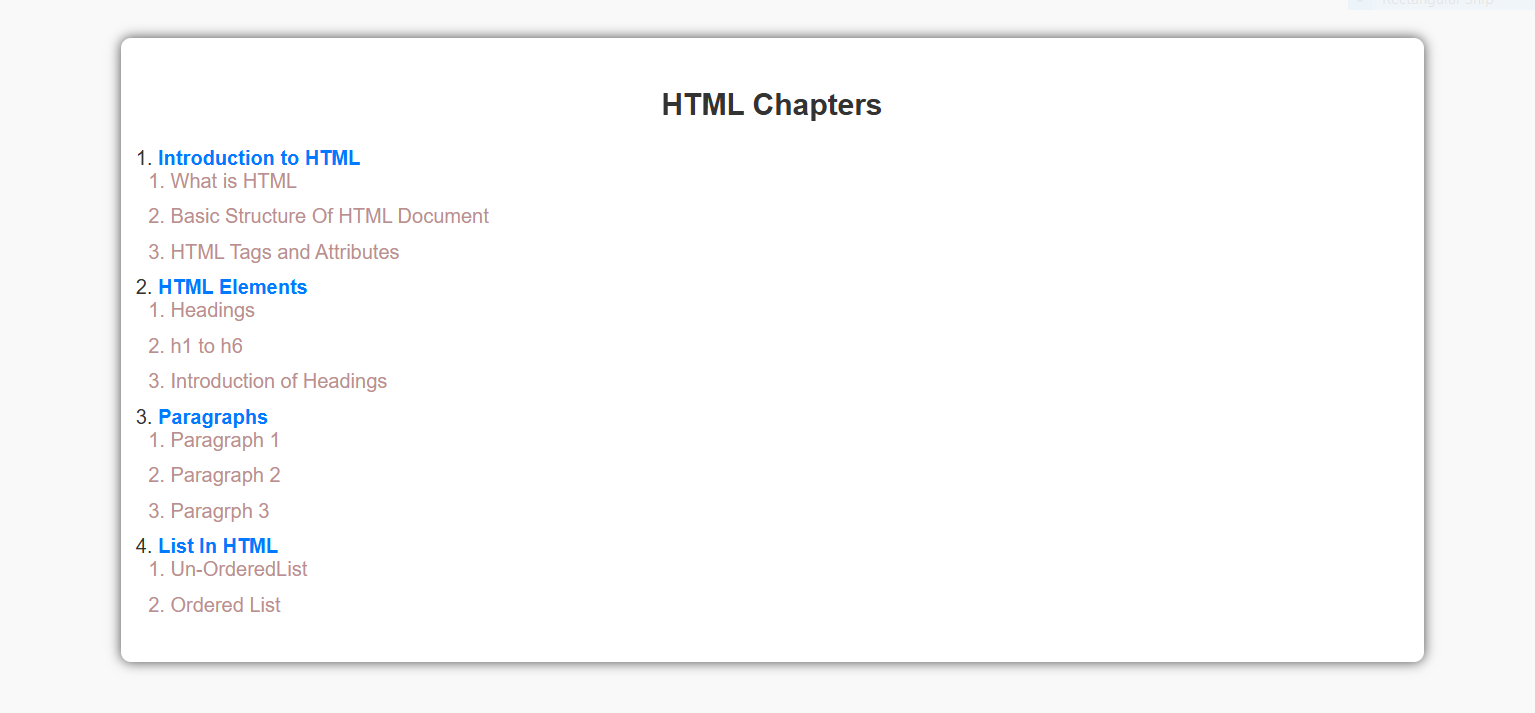 HTML Chapters
1. Introduction to HTML
1. What is HTML
2. Basic Structure Of HTML Document
3. HTML Tags and Attributes
2. HTML Elements
1. Headings
2. h1 to h6
3. Introduction of Headings
3. Paragraphs
1. Paragraph 1
2. Paragraph 2
3. Paragrph 3
4. List In HTML
1. Un-OrderedList
2. Ordered List